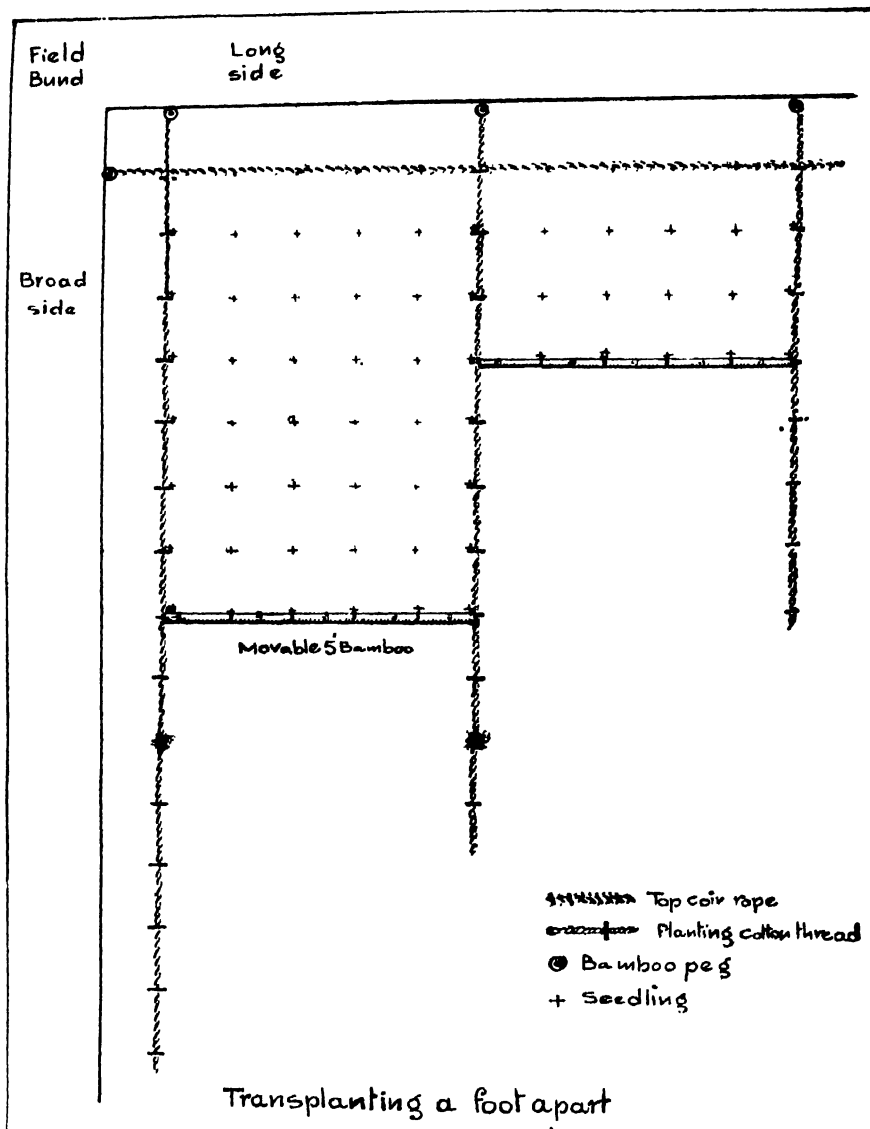 Field
Bund
Long
side
Broad
side
Movable 5' Bamboo
Top coir rope
Planting cotton thread
Bamboo peg
+ Seedling
Transplanting a foot apart